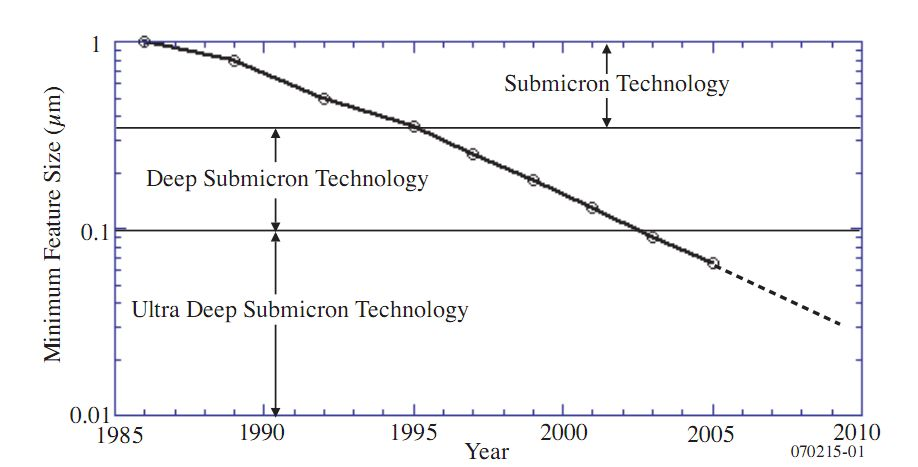 1
Submicron Technology
Minimum Feature Size (μm)
Deep Submicron Technology
0.1
Ultra Deep Submicron Technology
0.01
1985 1990 1995 2000 2005 2010
Year
070215-01